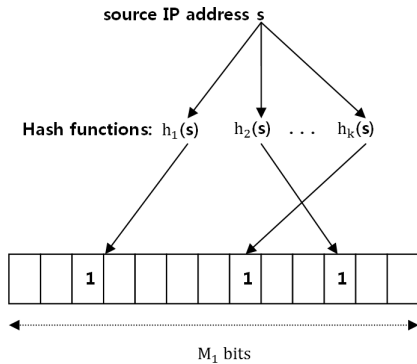 source IP address s
Hash functions: h₁(s) h₂(s) . . . hₖ(s)
1 1 1
M₁ bits